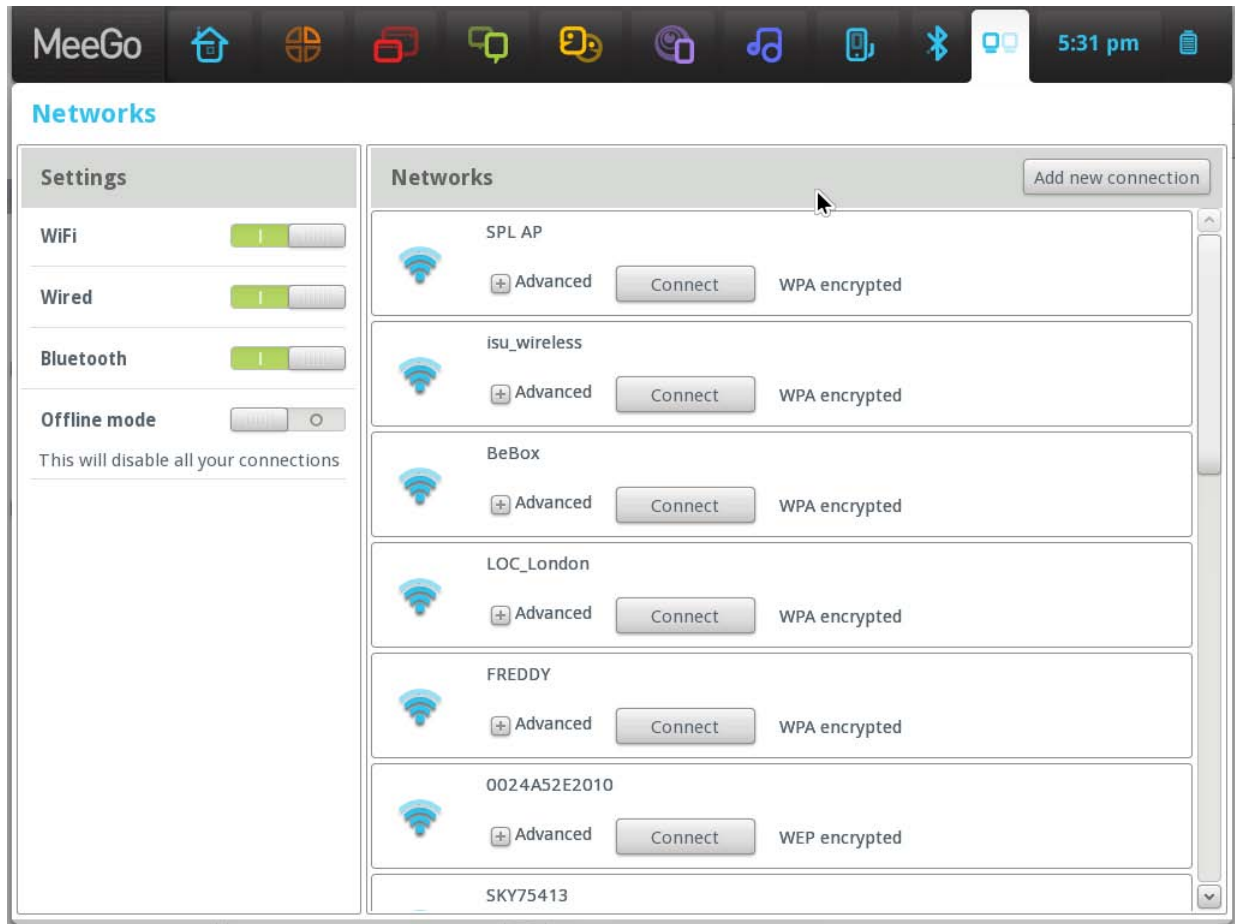 MeeGo
5:31 pm
Networks
Settings
WiFi
Wired
Bluetooth
Offline mode
This will disable all your connections
Networks
Add new connection
SPL AP
Advanced Connect WPA encrypted
isu_wireless
Advanced Connect WPA encrypted
BeBox
Advanced Connect WPA encrypted
LOC_London
Advanced Connect WPA encrypted
FREDDY
Advanced Connect WPA encrypted
0024A52E2010
Advanced Connect WEP encrypted
SKY75413